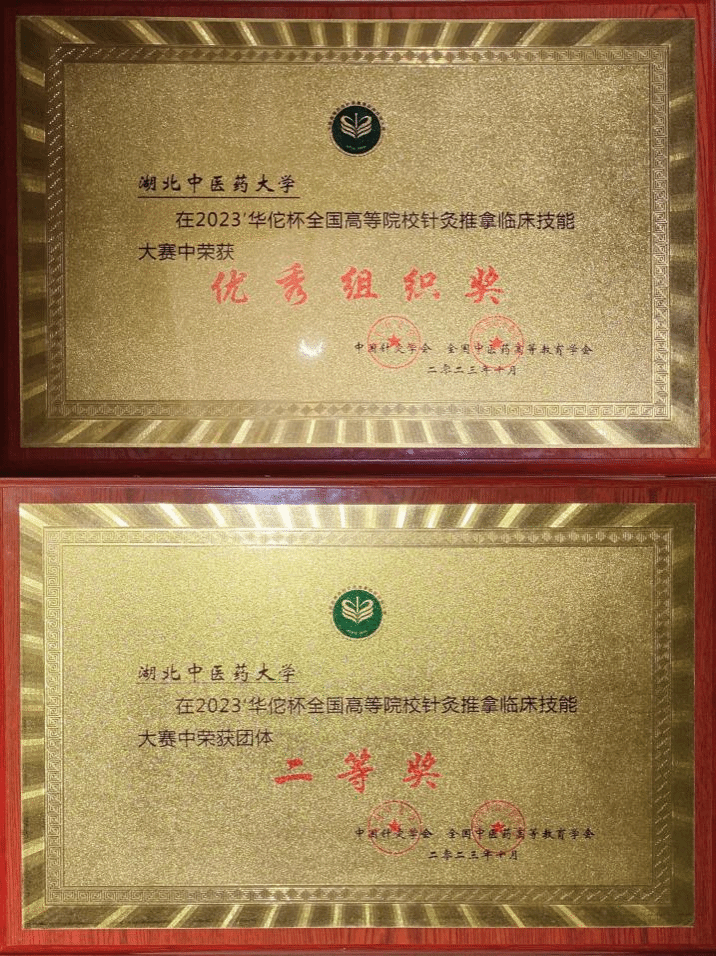 湖北中医药大学
在2023'华佗杯全国高等院校针灸推拿临床技能
大赛中荣获
优秀组织奖
中国针灸学会 全国中医药高等教育学会
二零二三年十月
湖北中医药大学
在2023'华佗杯全国高等院校针灸推拿临床技能
大赛中荣获团体
二等奖
中国针灸学会 全国中医药高等教育学会
二零二三年十月